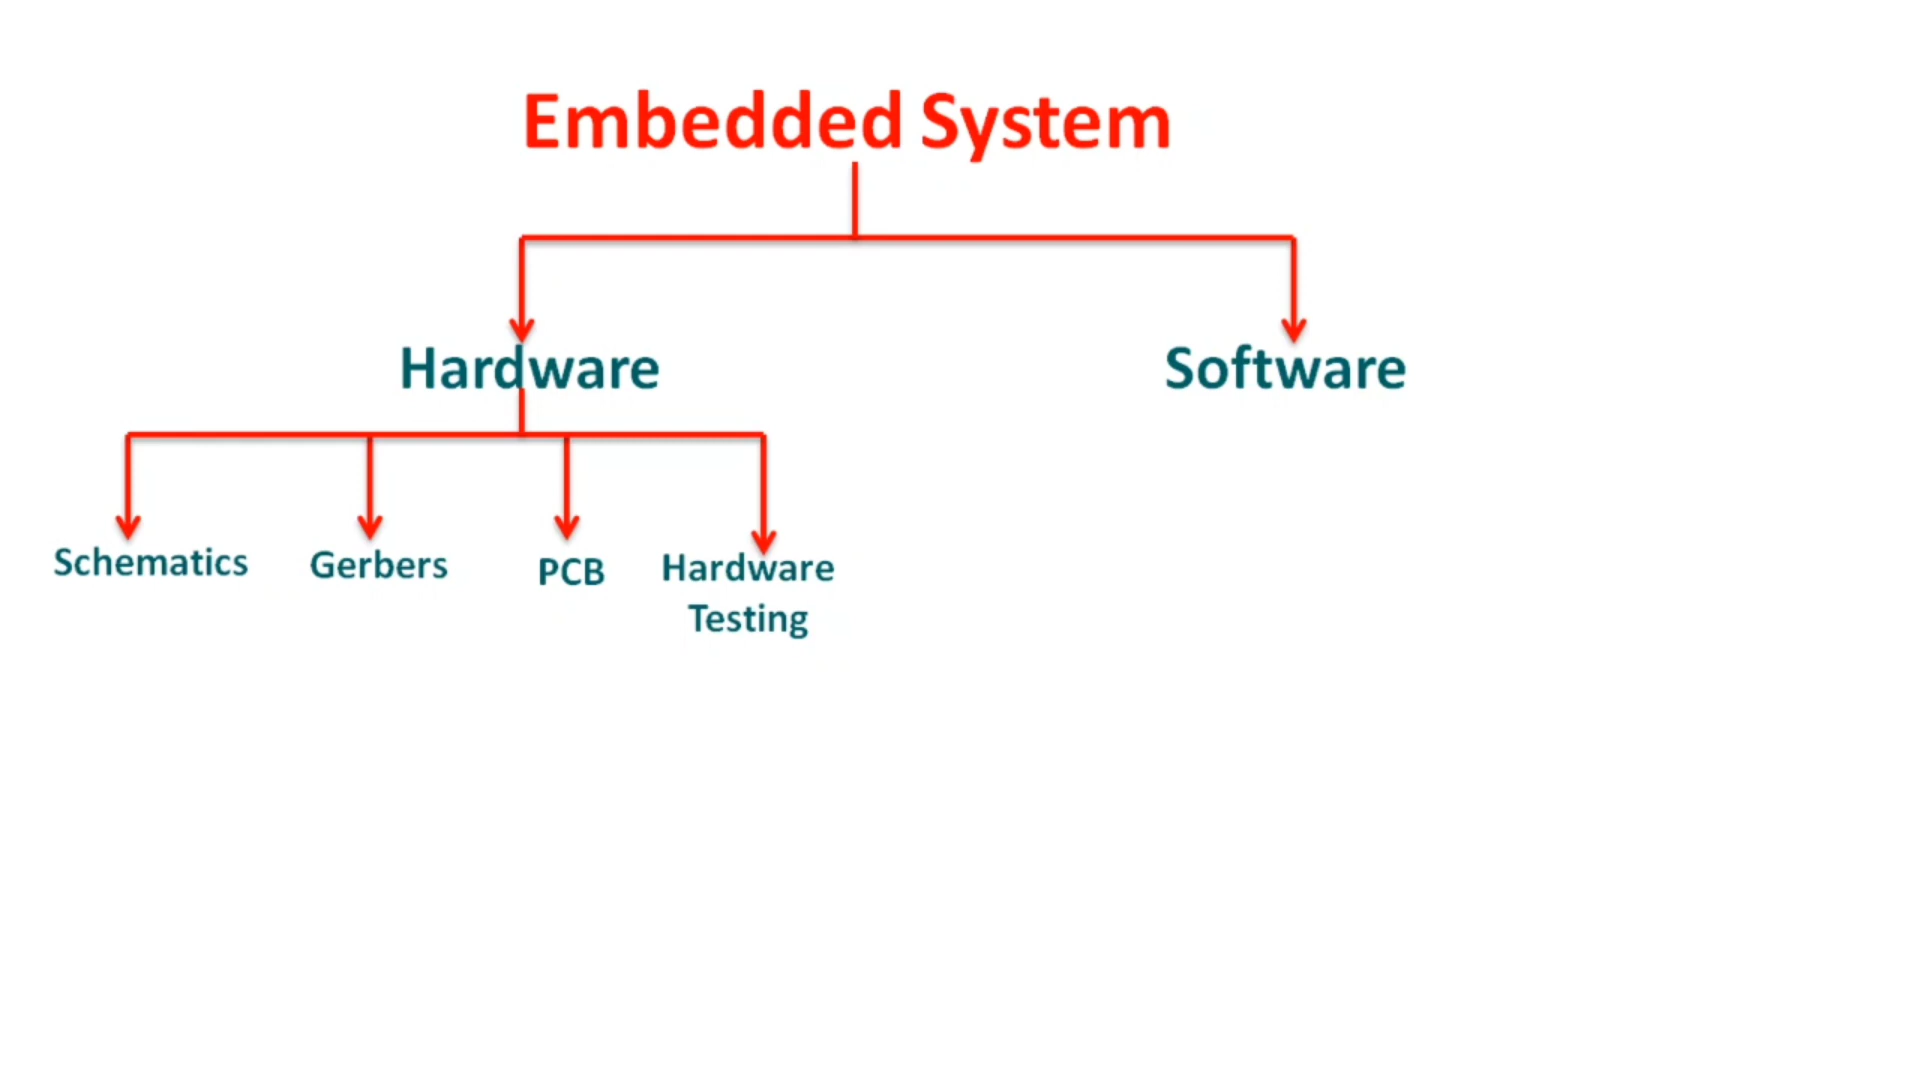 Embedded System
Hardware
Software
Schematics
Gerbers
PCB
Hardware
Testing